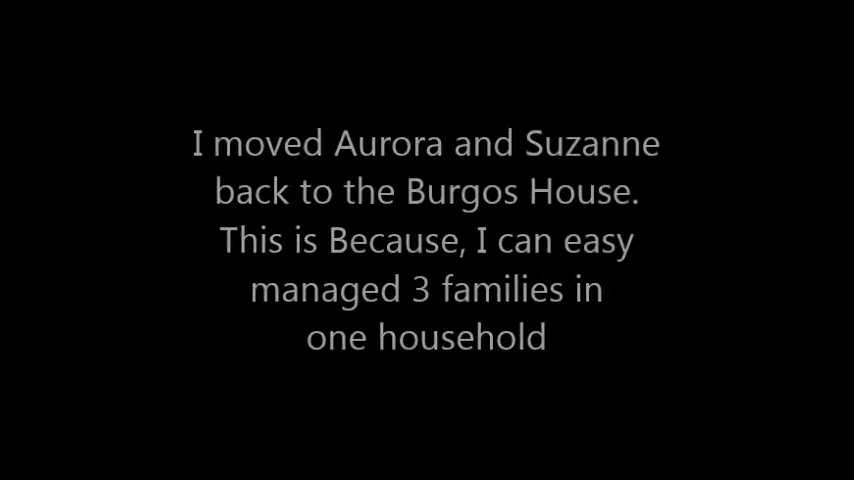 I moved Aurora and Suzanne
back to the Burgos House.
This is Because, I can easy
managed 3 families in
one household